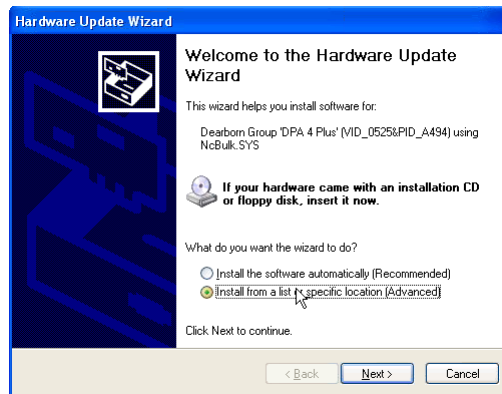 Hardware Update Wizard
Welcome to the Hardware Update
Wizard
This wizard helps you install software for:
Dearborn Group 'DPA 4 Plus' (VID_0525&PID_A494) using
NcBulk.SYS
If your hardware came with an installation CD
or floppy disk, insert it now.
What do you want the wizard to do?
Install the software automatically (Recommended)
Install from a list or specific location (Advanced)
Click Next to continue.
< Back
Next >
Cancel